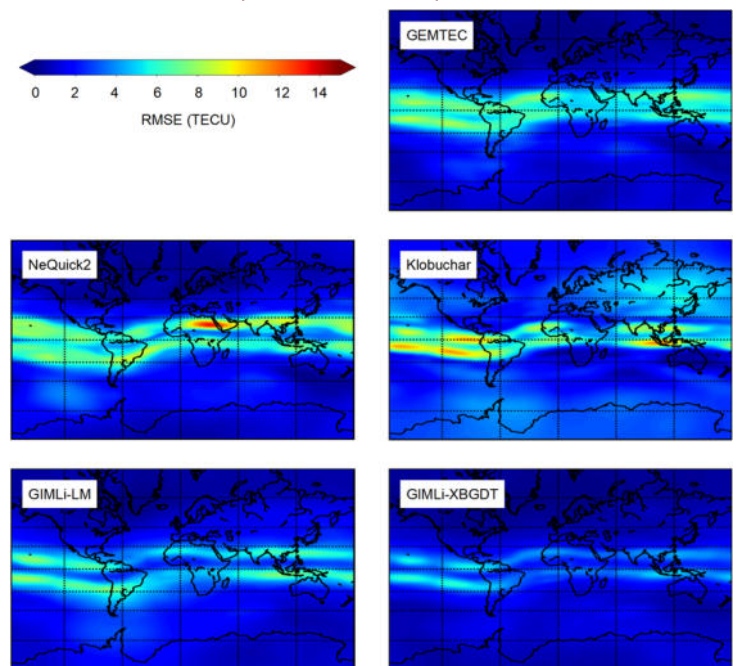 GEMTEC
0 2 4 6 8 10 12 14
RMSE (TECU)
NeQuick2
Klobuchar
GIMLi-LM
GIMLi-XBGDT